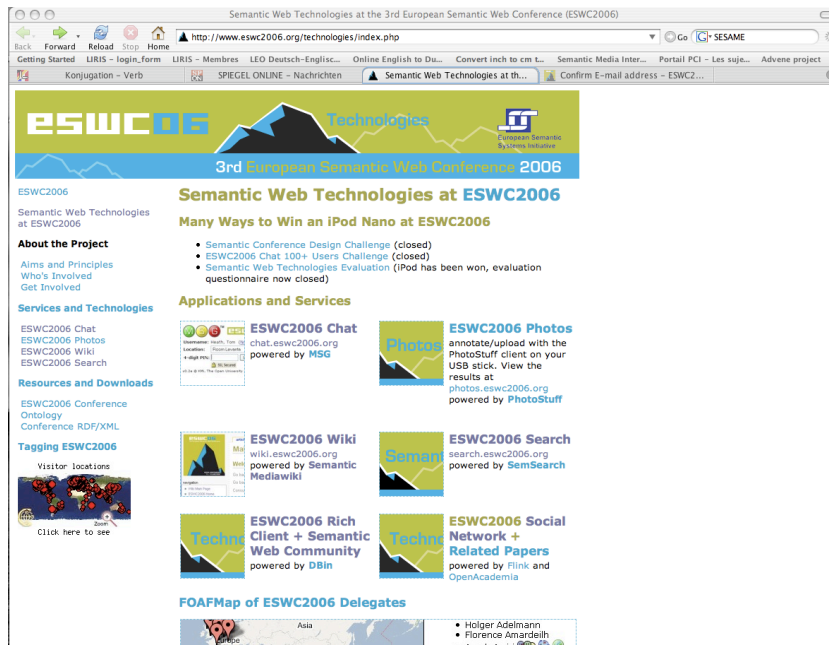 Semantic Web Technologies at the 3rd European Semantic Web Conference (ESWC2006)
Back Forward Reload Stop Home
http://www.eswc2006.org/technologies/index.php
Go
SESAME
Getting Started LIRIS – login_form LIRIS – Membres LEO Deutsch-Englisc... Online English to Du... Convert inch to cm t... Semantic Media Inter... Portail PCI – Les suje... Advene project
Konjugation – Verb
SPIEGEL ONLINE – Nachrichten
Semantic Web Technologies at th...
Confirm E-mail address – ESWC2...
eswc06
Technologies
European Semantic
Systems Initiative
3rd European Semantic Web Conference 2006
ESWC2006
Semantic Web Technologies
at ESWC2006
About the Project
Aims and Principles
Who's Involved
Get Involved
Services and Technologies
ESWC2006 Chat
ESWC2006 Photos
ESWC2006 Wiki
ESWC2006 Search
Resources and Downloads
ESWC2006 Conference
Ontology
Conference RDF/XML
Tagging ESWC2006
Visitor locations
Zoom
Click here to see
Semantic Web Technologies at ESWC2006
Many Ways to Win an iPod Nano at ESWC2006
• Semantic Conference Design Challenge (closed)
• ESWC2006 Chat 100+ Users Challenge (closed)
• Semantic Web Technologies Evaluation (iPod has been won, evaluation
questionnaire now closed)
Applications and Services
ESWC2006 Chat
chat.eswc2006.org
powered by MSG
Photos
ESWC2006 Photos
annotate/upload with the
PhotoStuff client on your
USB stick. View the
results at
photos.eswc2006.org
powered by PhotoStuff
ESWC2006 Wiki
wiki.eswc2006.org
powered by Semantic
Mediawiki
Semant
ESWC2006 Search
search.eswc2006.org
powered by SemSearch
Techno
ESWC2006 Rich
Client + Semantic
Web Community
powered by DBin
Techno
ESWC2006 Social
Network +
Related Papers
powered by Flink and
OpenAcademia
FOAFMap of ESWC2006 Delegates
Asia
Europe
• Holger Adelmann
• Florence Amardeilh